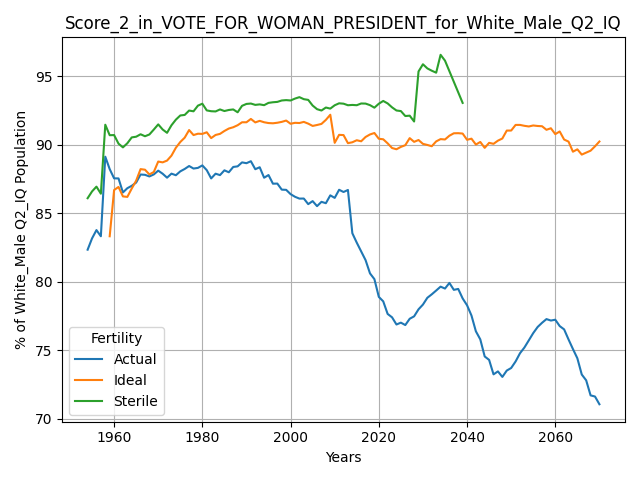 Score_2_in_VOTE_FOR_WOMAN_PRESIDENT_for_White_Male_Q2_IQ
% of White_Male Q2_IQ Population
95
90
85
80
75
70
Fertility
Actual
Ideal
Sterile
1960
1980
2000
2020
2040
2060
Years